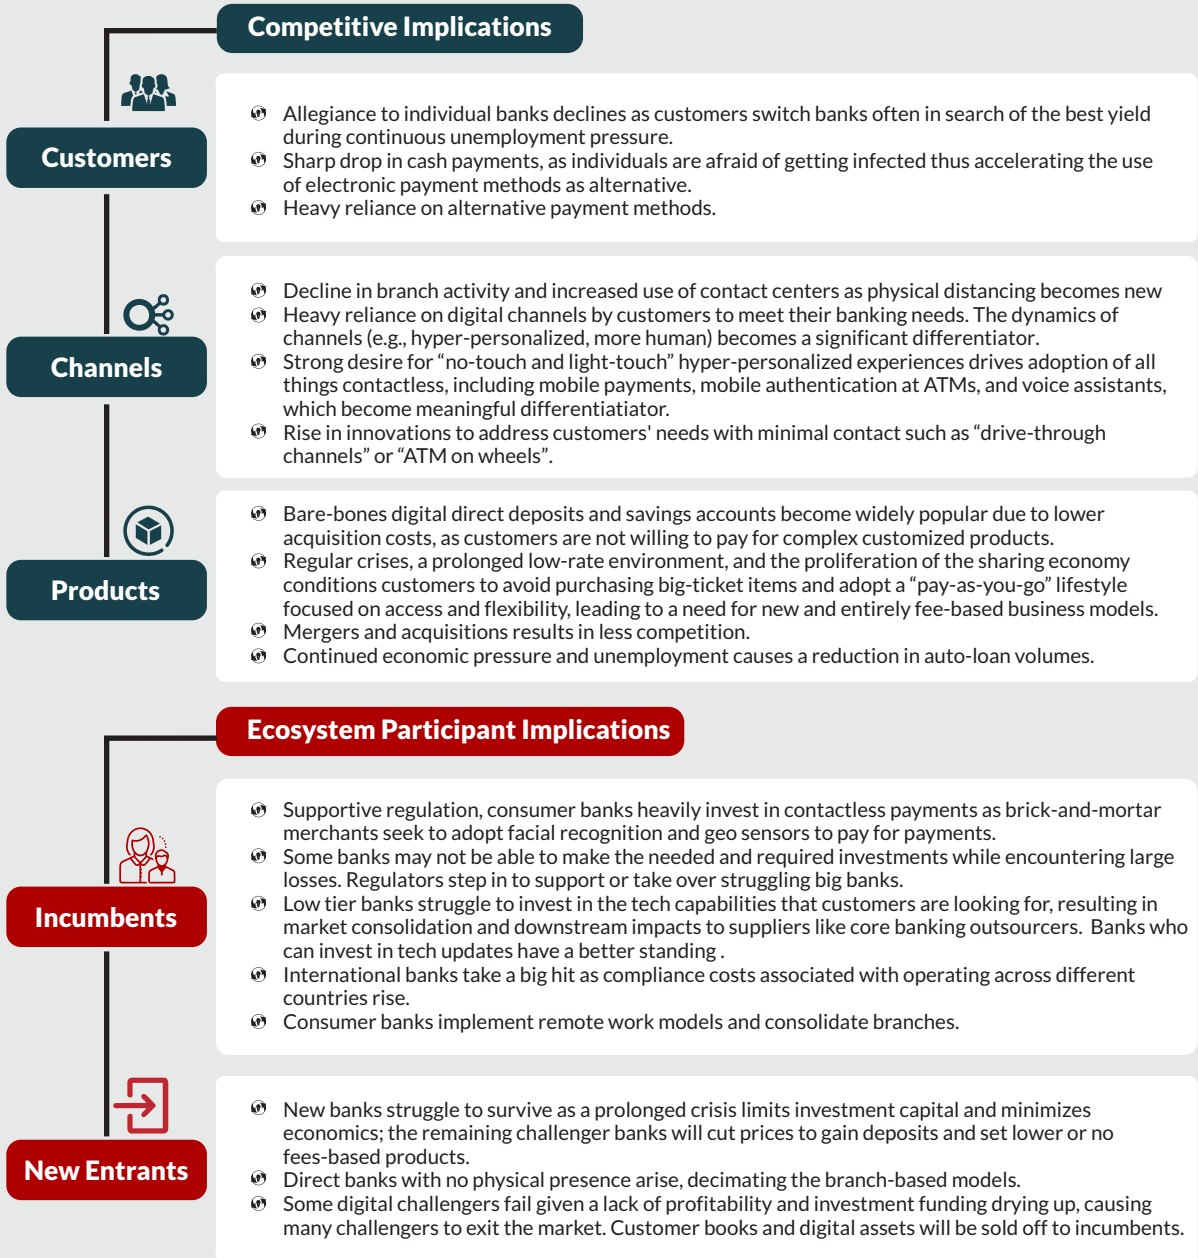 Competitive Implications
Customers
Allegiance to individual banks declines as customers switch banks often in search of the best yield
during continuous unemployment pressure.
Sharp drop in cash payments, as individuals are afraid of getting infected thus accelerating the use
of electronic payment methods as alternative.
Heavy reliance on alternative payment methods.
Channels
Decline in branch activity and increased use of contact centers as physical distancing becomes new
Heavy reliance on digital channels by customers to meet their banking needs. The dynamics of
channels (e.g., hyper-personalized, more human) becomes a significant differentiator.
Strong desire for “no-touch and light-touch” hyper-personalized experiences drives adoption of all
things contactless, including mobile payments, mobile authentication at ATMs, and voice assistants,
which become meaningful differentiatiator.
Rise in innovations to address customers' needs with minimal contact such as “drive-through
channels” or “ATM on wheels”.
Products
Bare-bones digital direct deposits and savings accounts become widely popular due to lower
acquisition costs, as customers are not willing to pay for complex customized products.
Regular crises, a prolonged low-rate environment, and the proliferation of the sharing economy
conditions customers to avoid purchasing big-ticket items and adopt a “pay-as-you-go” lifestyle
focused on access and flexibility, leading to a need for new and entirely fee-based business models.
Mergers and acquisitions results in less competition.
Continued economic pressure and unemployment causes a reduction in auto-loan volumes.
Ecosystem Participant Implications
Incumbents
Supportive regulation, consumer banks heavily invest in contactless payments as brick-and-mortar
merchants seek to adopt facial recognition and geo sensors to pay for payments.
Some banks may not be able to make the needed and required investments while encountering large
losses. Regulators step in to support or take over struggling big banks.
Low tier banks struggle to invest in the tech capabilities that customers are looking for, resulting in
market consolidation and downstream impacts to suppliers like core banking outsourcers. Banks who
can invest in tech updates have a better standing .
International banks take a big hit as compliance costs associated with operating across different
countries rise.
Consumer banks implement remote work models and consolidate branches.
New Entrants
New banks struggle to survive as a prolonged crisis limits investment capital and minimizes
economics; the remaining challenger banks will cut prices to gain deposits and set lower or no
fees-based products.
Direct banks with no physical presence arise, decimating the branch-based models.
Some digital challengers fail given a lack of profitability and investment funding drying up, causing
many challengers to exit the market. Customer books and digital assets will be sold off to incumbents.